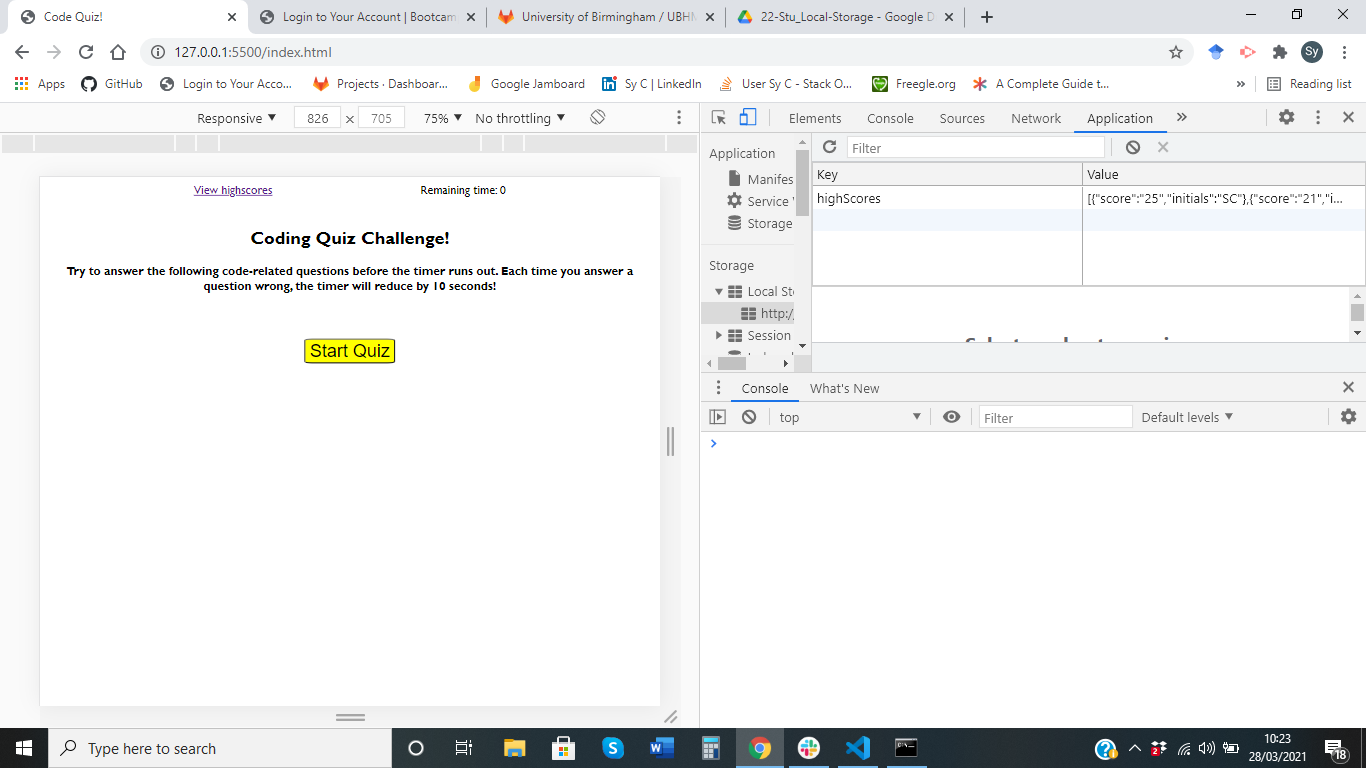 Code Quiz!
Login to Your Account | Bootcam
University of Birmingham / UBHM
22-Stu_Local-Storage - Google D
127.0.0.1:5500/index.html
Sy
Apps
GitHub
Login to Your Acco...
Projects · Dashboar...
Google Jamboard
Sy C | LinkedIn
User Sy C - Stack O...
Freegle.org
A Complete Guide t...
»
Reading list
Responsive
826 × 705
75%
No throttling
Elements
Console
Sources
Network
Application
»
View highscores
Remaining time: 0
Coding Quiz Challenge!
Try to answer the following code-related questions before the timer runs out. Each time you answer a
question wrong, the timer will reduce by 10 seconds!
Start Quiz
Application
Manifes
Service
Storage
Storage
Local Sto
http:/
Session
Filter
Key
Value
highScores
[{"score":"25","initials":"SC"},{"score":"21","i...
Console
What's New
top
Filter
Default levels
Type here to search
10:23
28/03/2021
2
18